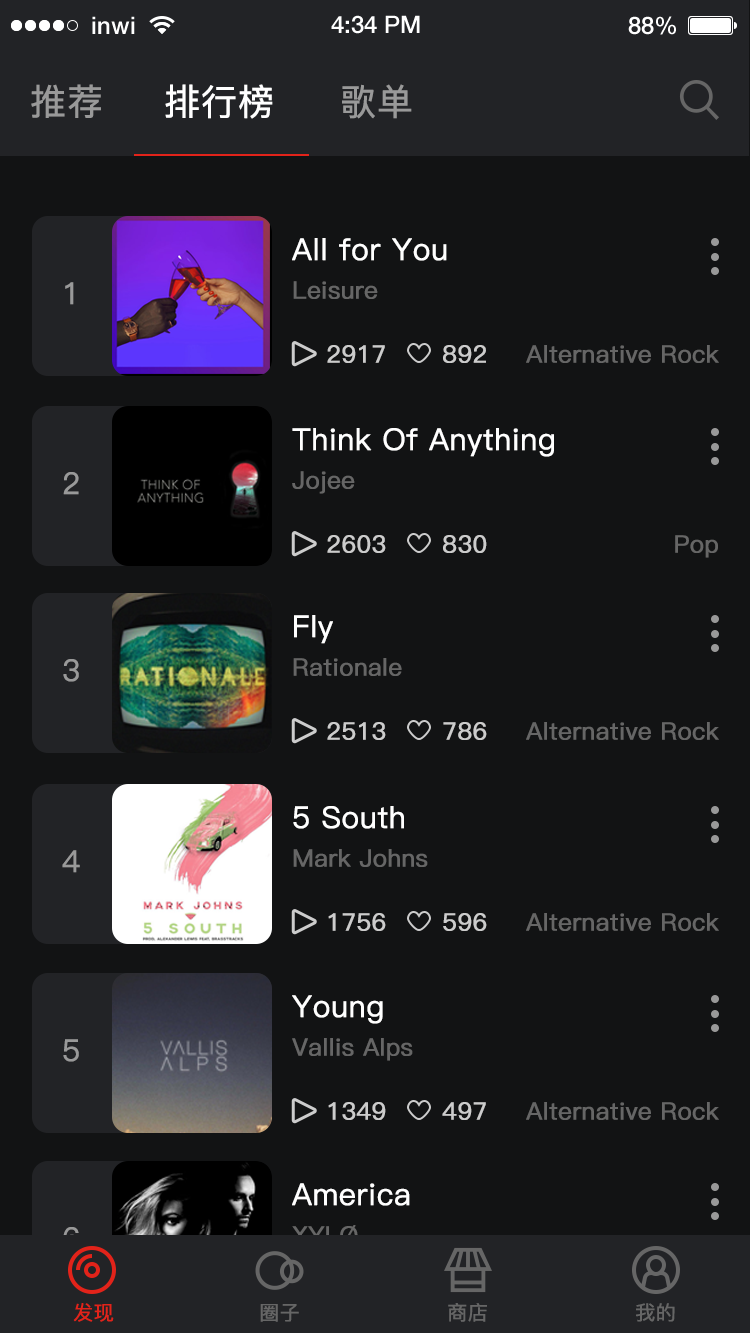 inwi 4:34 PM 88%
推荐 排行榜 歌单
1
All for You
Leisure
2917 892 Alternative Rock
2
THINK OF
ANYTHING
Think Of Anything
Jojee
2603 830 Pop
3
RATIONALE
Fly
Rationale
2513 786 Alternative Rock
4
MARK JOHNS
5 SOUTH
PROD. ALEXANDER LEWIS FEAT. BRASSTRACKS
5 South
Mark Johns
1756 596 Alternative Rock
5
VALLIS
ALPS
Young
Vallis Alps
1349 497 Alternative Rock
6
America
XYLØ
发现 圈子 商店 我的